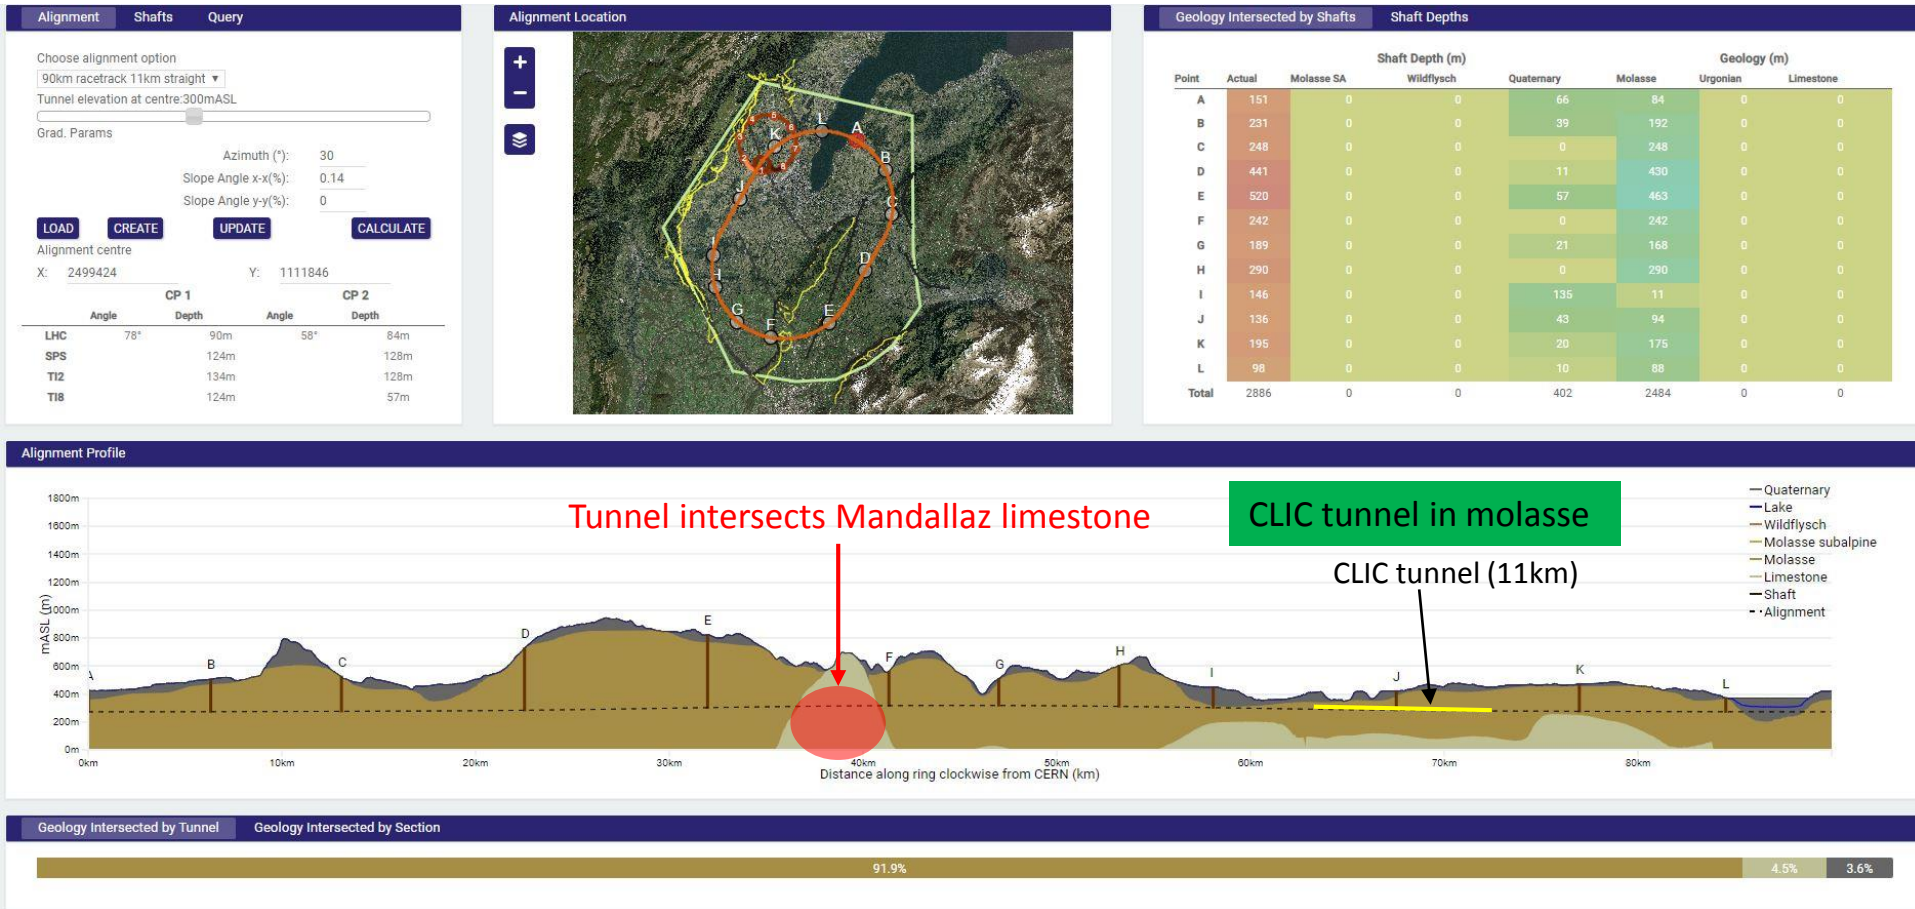 Alignment Shafts Query
Choose alignment option
90km racetrack 11km straight ▼
Tunnel elevation at centre:300mASL
Grad. Params
Azimuth (°): 30
Slope Angle x-x(%): 0.14
Slope Angle y-y(%): 0
LOAD CREATE UPDATE CALCULATE
Alignment centre
X: 2499424 Y: 1111846
CP 1 CP 2
Angle Depth Angle Depth
LHC 78° 90m 58° 84m
SPS 124m 128m
TI2 134m 128m
TI8 124m 57m
Alignment Location
+
−
L
A
K
B
J
C
I
H
D
G
F
E
1 2 3 4 5 6 7 8
Geology Intersected by Shafts Shaft Depths
Shaft Depth (m) Geology (m)
Point Actual Molasse SA Wildflysch Quaternary Molasse Urgonian Limestone
A 151 0 0 66 84 0 0
B 231 0 0 39 192 0 0
C 248 0 0 0 248 0 0
D 441 0 0 11 430 0 0
E 520 0 0 57 463 0 0
F 242 0 0 0 242 0 0
G 189 0 0 21 168 0 0
H 290 0 0 0 290 0 0
I 146 0 0 135 11 0 0
J 136 0 0 43 94 0 0
K 195 0 0 20 175 0 0
L 98 0 0 10 88 0 0
Total 2886 0 0 402 2484 0 0
Alignment Profile
Tunnel intersects Mandallaz limestone
CLIC tunnel in molasse
CLIC tunnel (11km)
Quaternary
Lake
Wildflysch
Molasse subalpine
Molasse
Limestone
Shaft
Alignment
mASL (m)
1800m
1600m
1400m
1200m
1000m
800m
600m
400m
200m
0m
A B C D E F G H I J K L
0km 10km 20km 30km 40km 50km 60km 70km 80km
Distance along ring clockwise from CERN (km)
Geology Intersected by Tunnel Geology Intersected by Section
91.9% 4.5% 3.6%